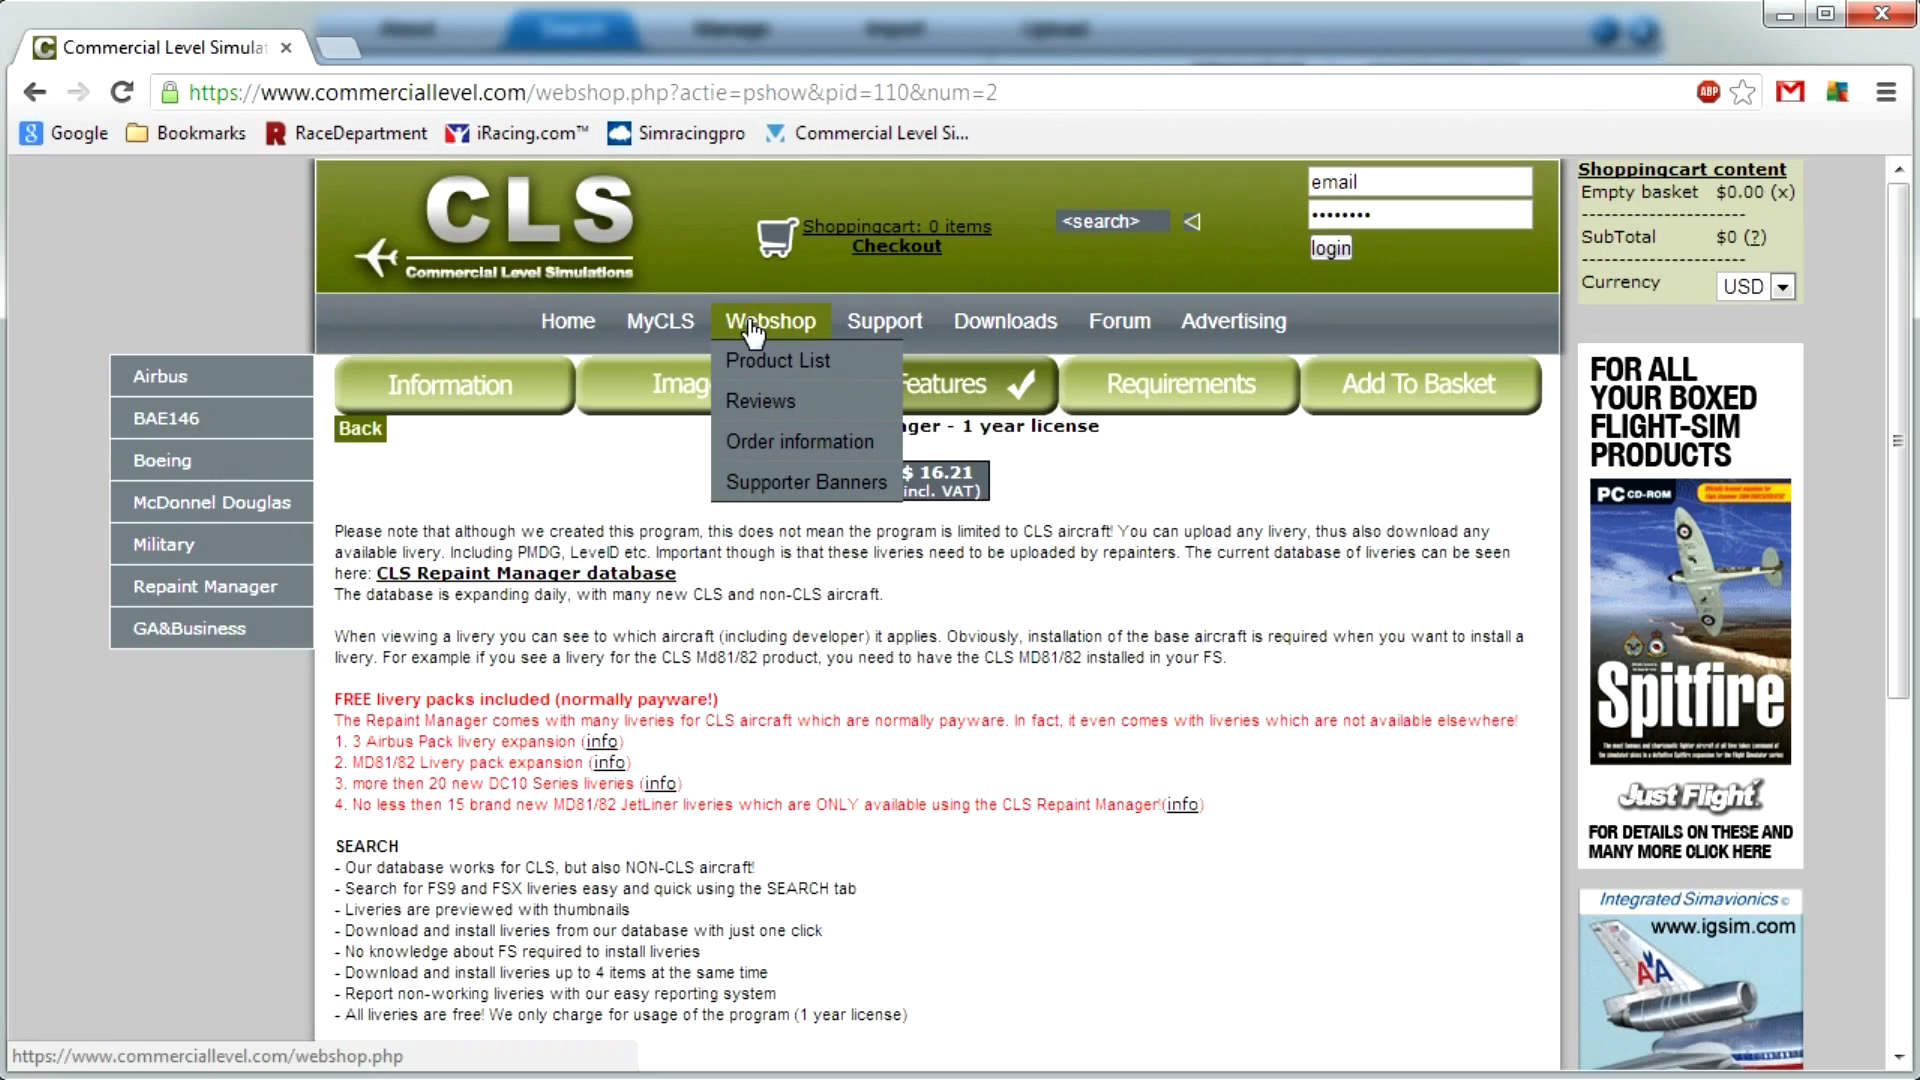 About Search Manage Import Upload
Commercial Level Simulat
https://www.commerciallevel.com/webshop.php?actie=pshow&pid=110&num=2
ABP
Google Bookmarks RaceDepartment iRacing.com™ Simracingpro Commercial Level Si...
CLS
Commercial Level Simulations
Shoppingcart: 0 items
Checkout
<search>
email
login
Shoppingcart content
Empty basket $0.00 (x)
----------------------
SubTotal $0 (?)
----------------------
Currency USD
Home MyCLS Webshop Support Downloads Forum Advertising
Product List
Reviews
Order information
Supporter Banners
Airbus
BAE146
Boeing
McDonnel Douglas
Military
Repaint Manager
GA&Business
Information Imag Features Requirements Add To Basket
Back
ager - 1 year license
$ 16.21
incl. VAT)
Please note that although we created this program, this does not mean the program is limited to CLS aircraft! You can upload any livery, thus also download any
available livery. Including PMDG, LevelD etc. Important though is that these liveries need to be uploaded by repainters. The current database of liveries can be seen
here: CLS Repaint Manager database
The database is expanding daily, with many new CLS and non-CLS aircraft.
When viewing a livery you can see to which aircraft (including developer) it applies. Obviously, installation of the base aircraft is required when you want to install a
livery. For example if you see a livery for the CLS Md81/82 product, you need to have the CLS MD81/82 installed in your FS.
FREE livery packs included (normally payware!)
The Repaint Manager comes with many liveries for CLS aircraft which are normally payware. In fact, it even comes with liveries which are not available elsewhere!
1. 3 Airbus Pack livery expansion (info)
2. MD81/82 Livery pack expansion (info)
3. more then 20 new DC10 Series liveries (info)
4. No less then 15 brand new MD81/82 JetLiner liveries which are ONLY available using the CLS Repaint Manager!(info)
SEARCH
- Our database works for CLS, but also NON-CLS aircraft!
- Search for FS9 and FSX liveries easy and quick using the SEARCH tab
- Liveries are previewed with thumbnails
- Download and install liveries from our database with just one click
- No knowledge about FS required to install liveries
- Download and install liveries up to 4 items at the same time
- Report non-working liveries with our easy reporting system
- All liveries are free! We only charge for usage of the program (1 year license)
FOR ALL
YOUR BOXED
FLIGHT-SIM
PRODUCTS
PC CD-ROM
Spitfire
Just Flight
FOR DETAILS ON THESE AND
MANY MORE CLICK HERE
Integrated Simavionics ©
www.igsim.com
AA
https://www.commerciallevel.com/webshop.php